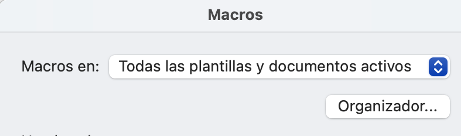 Macros
Macros en: Todas las plantillas y documentos activos
Organizador...